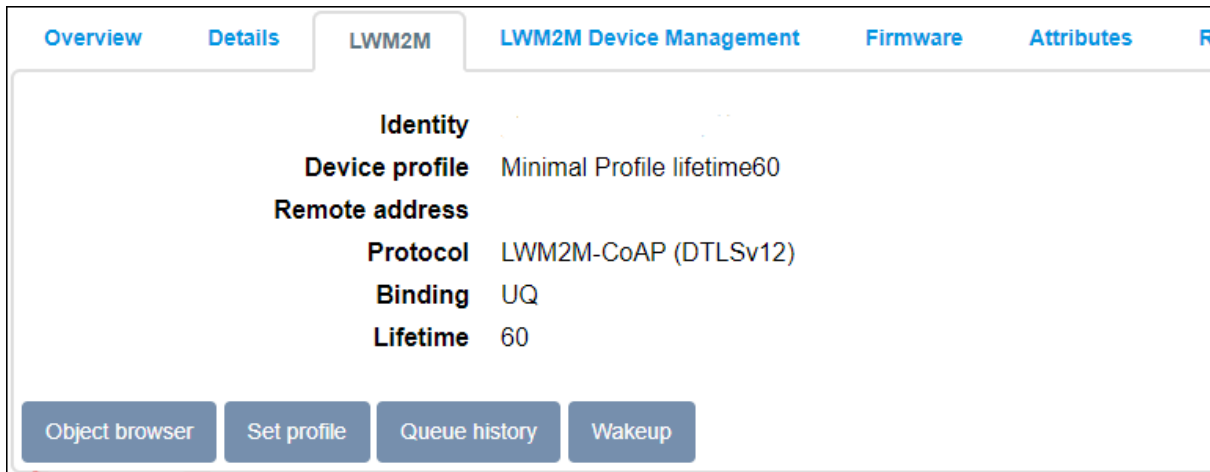 Overview Details LWM2M LWM2M Device Management Firmware Attributes R
Identity
Device profile Minimal Profile lifetime60
Remote address
Protocol LWM2M-CoAP (DTLSv12)
Binding UQ
Lifetime 60
Object browser Set profile Queue history Wakeup